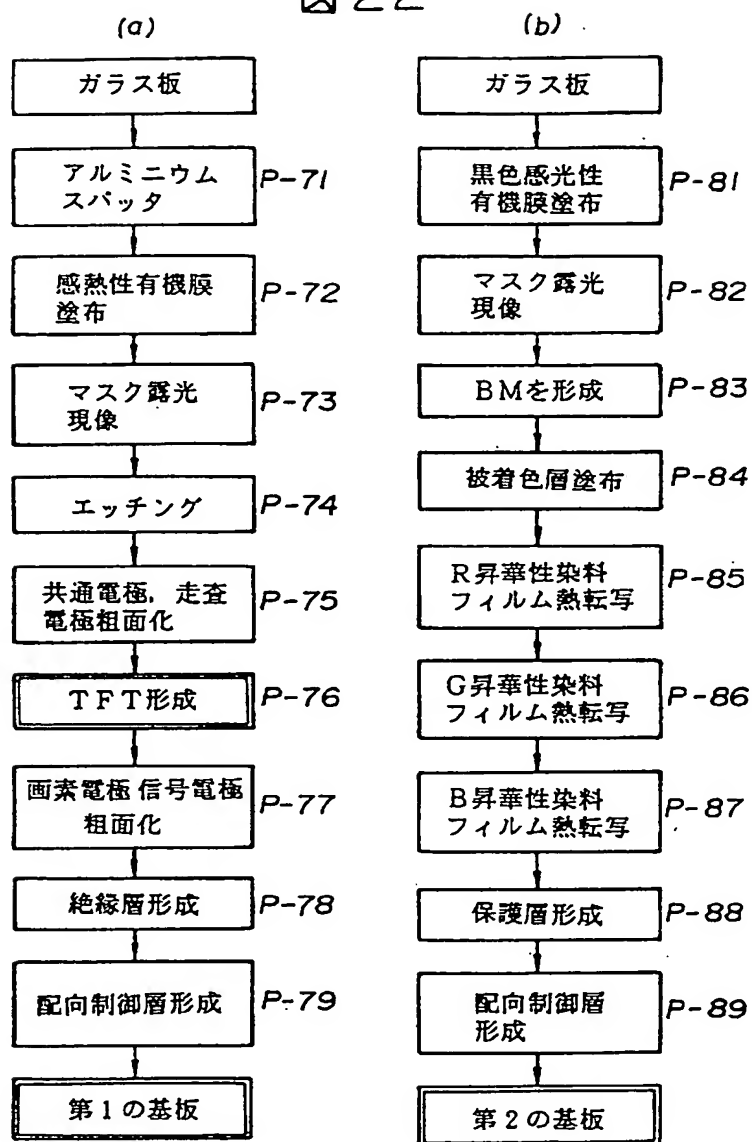 図22
(a)
ガラス板
アルミニウム
スパッタ
P-71
感熱性有機膜
塗布
P-72
マスク露光
現像
P-73
エッチング
P-74
共通電極,走査
電極粗面化
P-75
TFT形成
P-76
画素電極 信号電極
粗面化
P-77
絶縁層形成
P-78
配向制御層形成
P-79
第1の基板
(b)
ガラス板
黒色感光性
有機膜塗布
P-81
マスク露光
現像
P-82
BMを形成
P-83
被着色層塗布
P-84
R昇華性染料
フィルム熱転写
P-85
G昇華性染料
フィルム熱転写
P-86
B昇華性染料
フィルム熱転写
P-87
保護層形成
P-88
配向制御層
形成
P-89
第2の基板